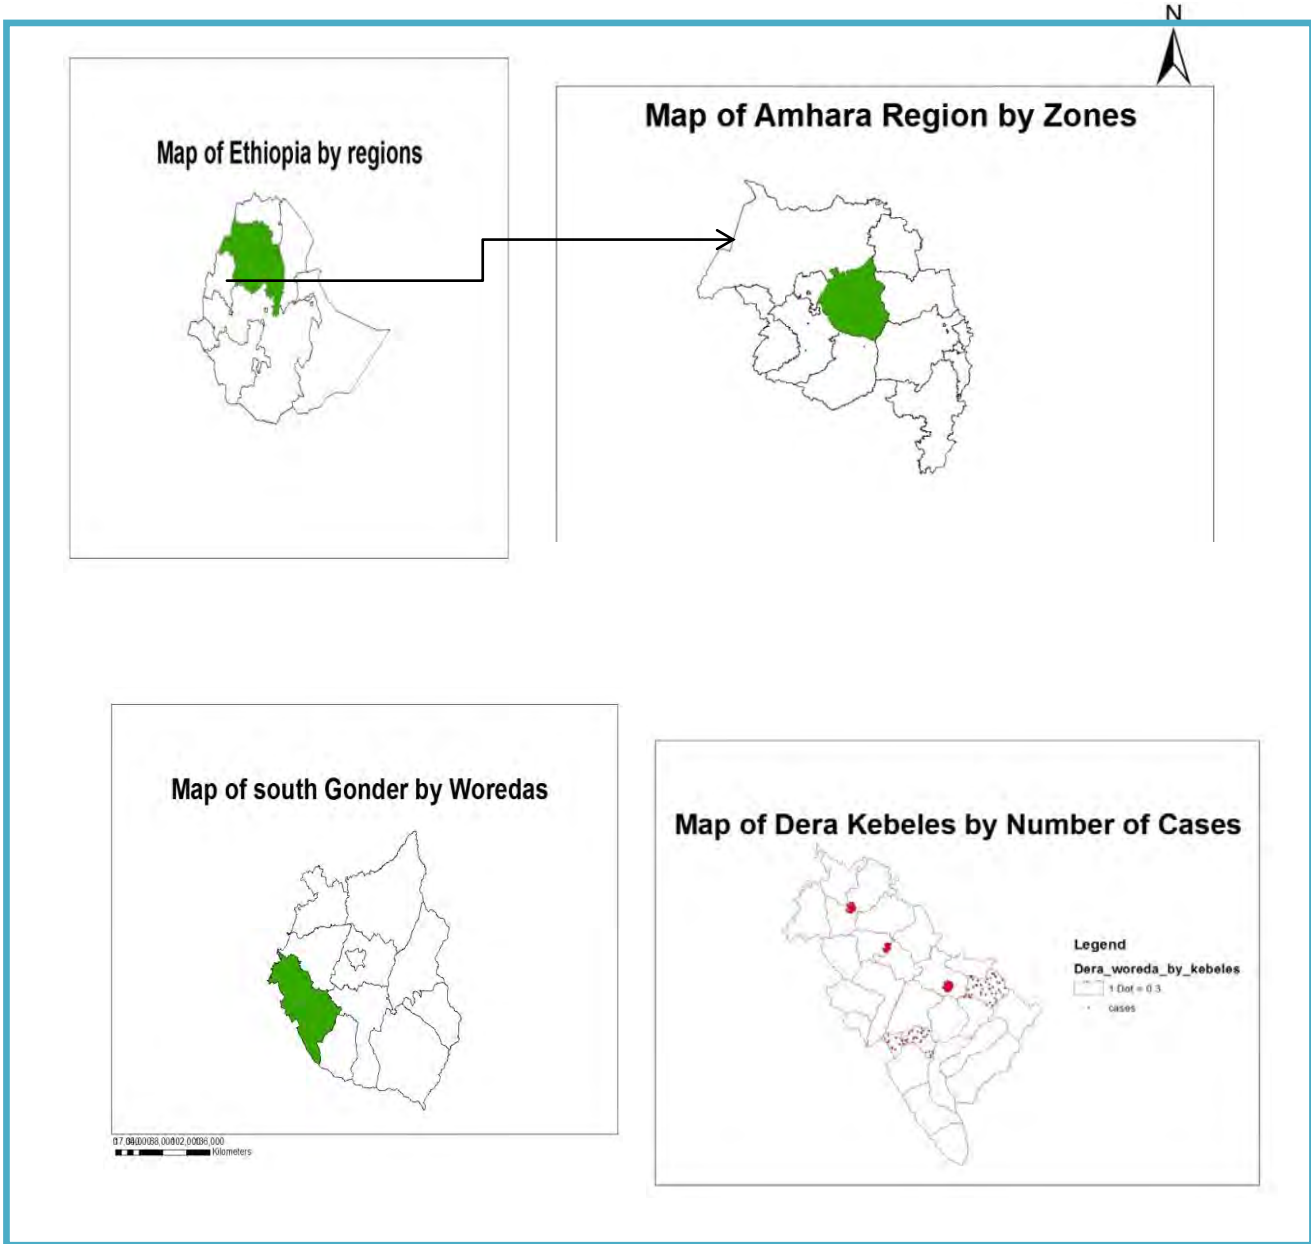 N
Map of Ethiopia by regions
Map of Amhara Region by Zones
Map of south Gonder by Woredas
Kilometers
Map of Dera Kebeles by Number of Cases
Legend
Dera_woreda_by_kebeles
1 Dot = 0.3
cases